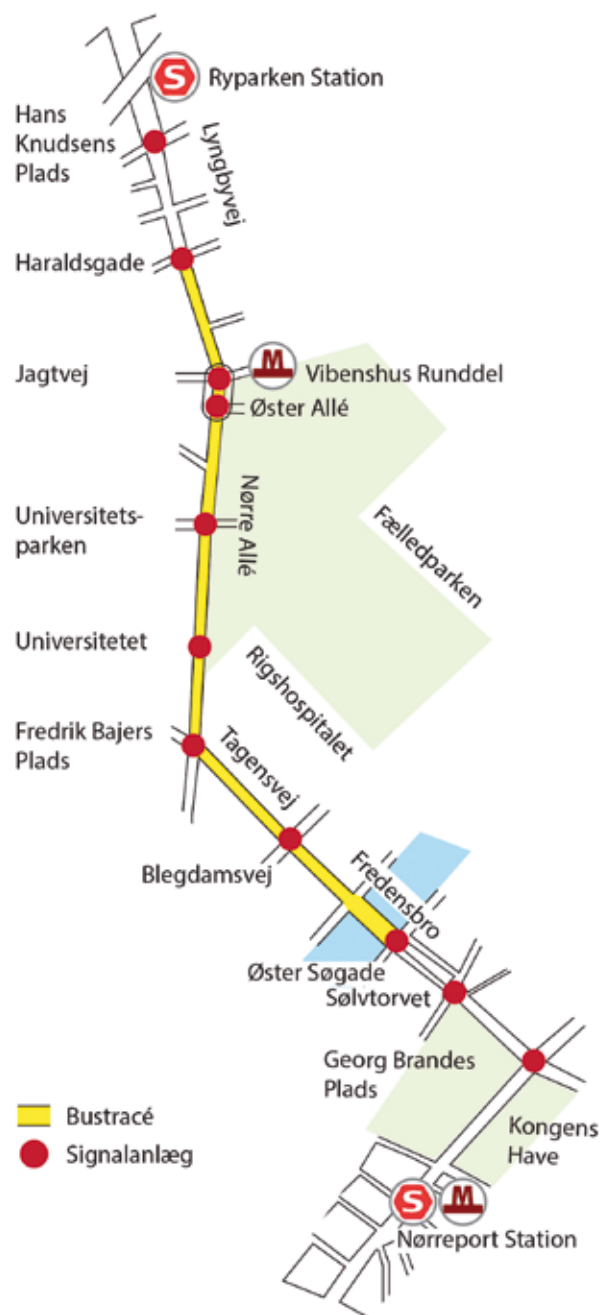 S
Ryparken Station
Hans
Knudsens
Plads
Lyngbyvej
Haraldsgade
Jagtvej
M
Vibenshus Runddel
Øster Allé
Universitets-
parken
Nørre Allé
Fælledparken
Universitetet
Rigshospitalet
Fredrik Bajers
Plads
Tagensvej
Blegdamsvej
Fredensbro
Øster Søgade
Sølvtorvet
Georg Brandes
Plads
Bustracé
Signalanlæg
Kongens
Have
S M
Nørreport Station